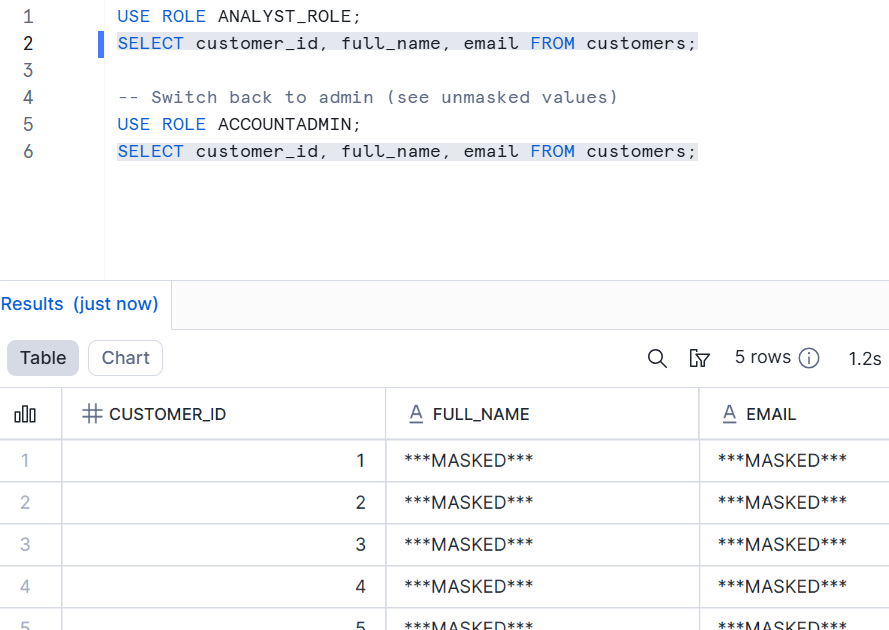 1 USE ROLE ANALYST_ROLE;
2 SELECT customer_id, full_name, email FROM customers;
3
4 -- Switch back to admin (see unmasked values)
5 USE ROLE ACCOUNTADMIN;
6 SELECT customer_id, full_name, email FROM customers;
Results (just now)
Table Chart 5 rows 1.2s
CUSTOMER_ID A FULL_NAME A EMAIL
1 1 ***MASKED*** ***MASKED***
2 2 ***MASKED*** ***MASKED***
3 3 ***MASKED*** ***MASKED***
4 4 ***MASKED*** ***MASKED***
5 5 ***MASKED*** ***MASKED***